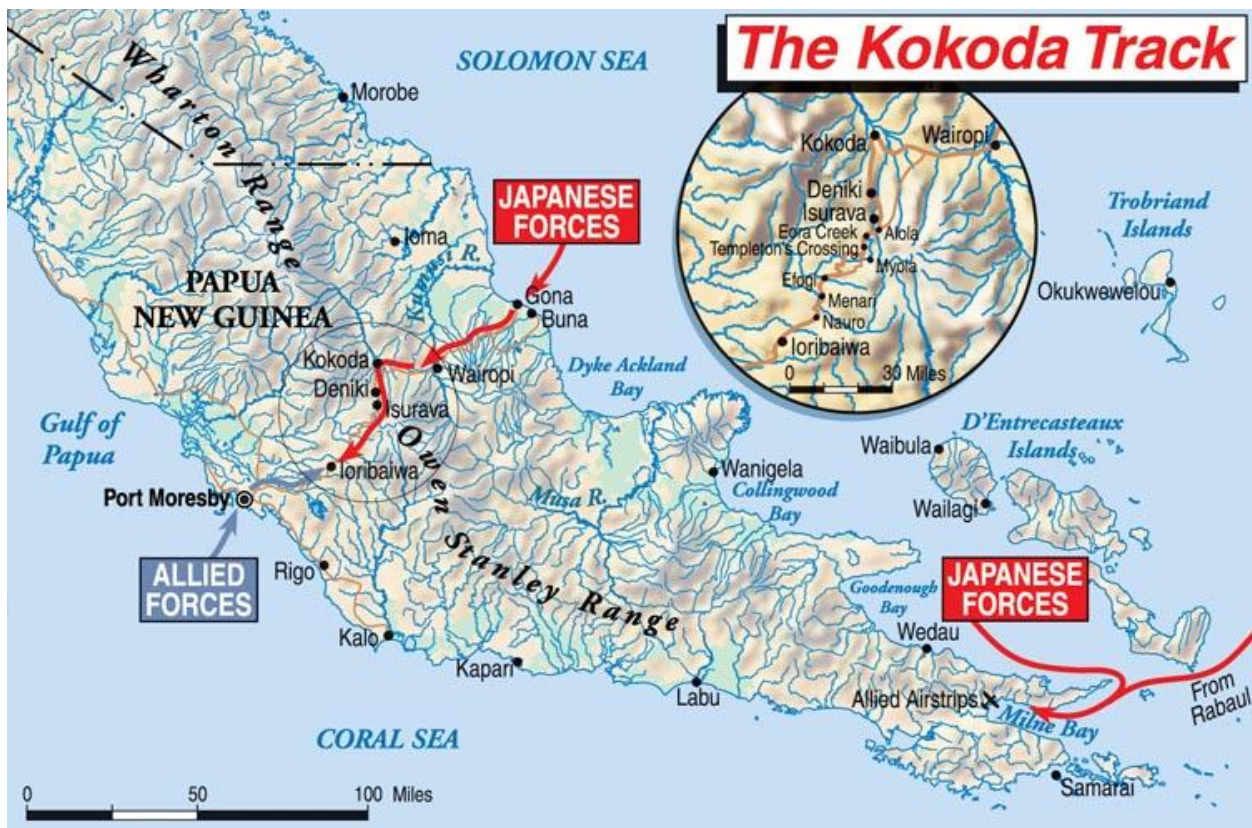 The Kokoda Track
SOLOMON SEA
Wharton Range
Morobe
Kokoda
Wairopi
Deniki
Isurava
Eora Creek
Alola
Templeton's Crossing
Myola
Efogi
Menari
Nauro
Ioribaiwa
0 30 Miles
JAPANESE
FORCES
Trobriand
Islands
Okukwewelou
Ioma
Kumusi R.
PAPUA
NEW GUINEA
Gona
Buna
Kokoda
Wairopi
Deniki
Isurava
Dyke Ackland
Bay
Gulf of
Papua
Owen Stanley Range
Ioribaiwa
Port Moresby
ALLIED
FORCES
Wanigela
Collingwood
Bay
Musa R.
Waibula
D'Entrecasteaux
Islands
Wailagi
Rigo
Kalo
Kapari
Labu
Goodenough
Bay
JAPANESE
FORCES
Wedau
Allied Airstrips
Milne Bay
From
Rabaul
Samarai
CORAL SEA
0 50 100 Miles